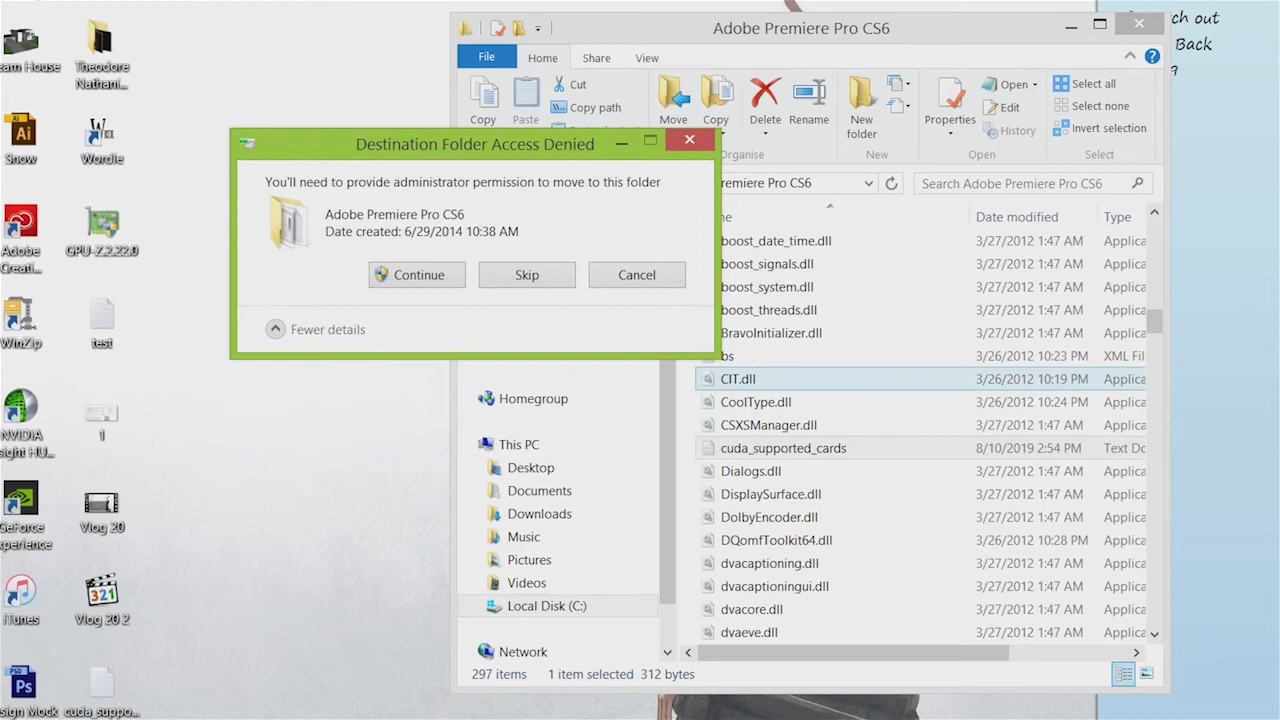 eam House
Theodore
Nathani...
Snow
Wordle
Adobe
Creati...
GPU-Z.2.22.0
WinZip
test
NVIDIA
sight HU...
1
GeForce
xperience
Vlog 20
iTunes
Vlog 20 2
sign Mock
cuda_suppo...
ch out
Back
Adobe Premiere Pro CS6
File Home Share View
Copy Paste
Cut
Copy path
Move Copy Delete Rename
New
folder
Properties
Open
Edit
History
Select all
Select none
Invert selection
Organise New Open Select
remiere Pro CS6
Search Adobe Premiere Pro CS6
Destination Folder Access Denied
You'll need to provide administrator permission to move to this folder
Adobe Premiere Pro CS6
Date created: 6/29/2014 10:38 AM
Continue Skip Cancel
Fewer details
me Date modified Type
boost_date_time.dll 3/27/2012 1:47 AM Applica
boost_signals.dll 3/27/2012 1:47 AM Applica
boost_system.dll 3/27/2012 1:47 AM Applica
boost_threads.dll 3/27/2012 1:47 AM Applica
BravoInitializer.dll 3/27/2012 1:47 AM Applica
bs 3/26/2012 10:23 PM XML Fil
CIT.dll 3/26/2012 10:19 PM Applica
CoolType.dll 3/26/2012 10:24 PM Applica
CSXSManager.dll 3/27/2012 1:47 AM Applica
cuda_supported_cards 8/10/2019 2:54 PM Text Do
Dialogs.dll 3/27/2012 1:47 AM Applica
DisplaySurface.dll 3/27/2012 1:47 AM Applica
DolbyEncoder.dll 3/27/2012 1:47 AM Applica
DQomfToolkit64.dll 3/26/2012 10:28 PM Applica
dvacaptioning.dll 3/27/2012 1:47 AM Applica
dvacaptioningui.dll 3/27/2012 1:47 AM Applica
dvacore.dll 3/27/2012 1:47 AM Applica
dvaeve.dll 3/27/2012 1:47 AM Applica
Homegroup
This PC
Desktop
Documents
Downloads
Music
Pictures
Videos
Local Disk (C:)
Network
297 items 1 item selected 312 bytes